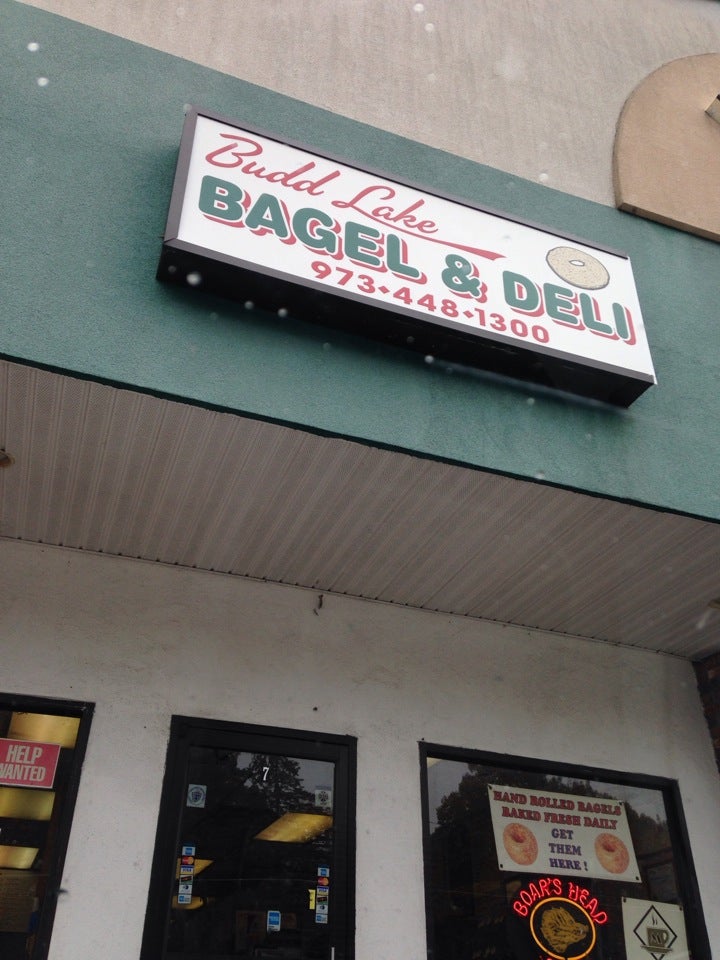 Budd Lake
BAGEL & DELI
973•448•1300
HELP
WANTED
7
HAND ROLLED BAGELS
BAKED FRESH DAILY
GET
THEM
HERE!
BOAR'S HEAD